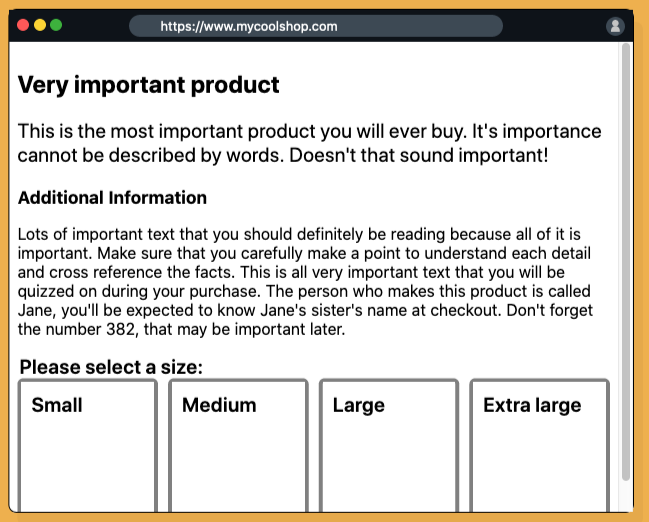 https://www.mycoolshop.com
Very important product
This is the most important product you will ever buy. It's importance
cannot be described by words. Doesn't that sound important!
Additional Information
Lots of important text that you should definitely be reading because all of it is
important. Make sure that you carefully make a point to understand each detail
and cross reference the facts. This is all very important text that you will be
quizzed on during your purchase. The person who makes this product is called
Jane, you'll be expected to know Jane's sister's name at checkout. Don't forget
the number 382, that may be important later.
Please select a size:
Small Medium Large Extra large